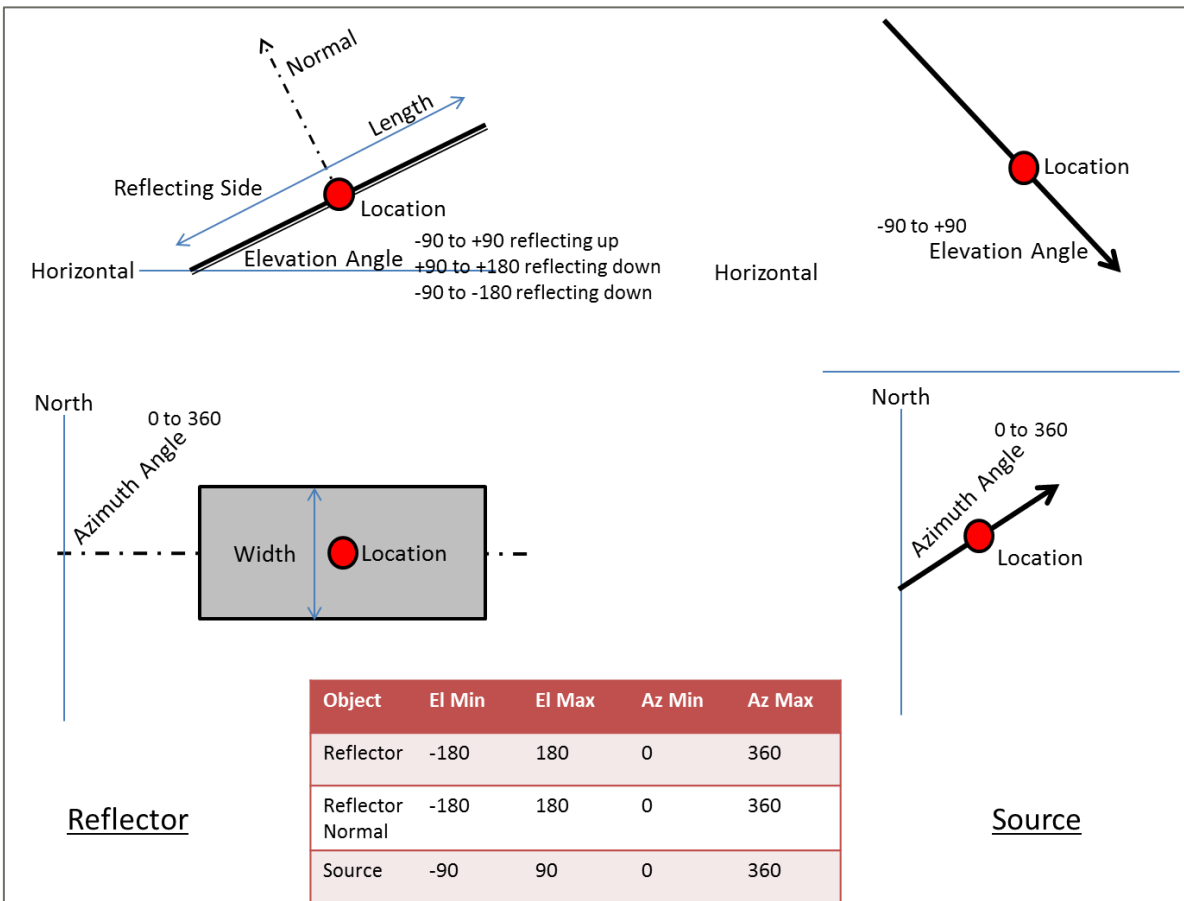 Normal
Length
Reflecting Side
Location
Horizontal
Elevation Angle
-90 to +90 reflecting up
+90 to +180 reflecting down
-90 to -180 reflecting down
Location
-90 to +90
Elevation Angle
Horizontal
North
0 to 360
Azimuth Angle
Width
Location
North
0 to 360
Azimuth Angle
Location
Object El Min El Max Az Min Az Max
Reflector -180 180 0 360
Reflector -180 180 0 360
Normal
Source -90 90 0 360
Reflector
Source